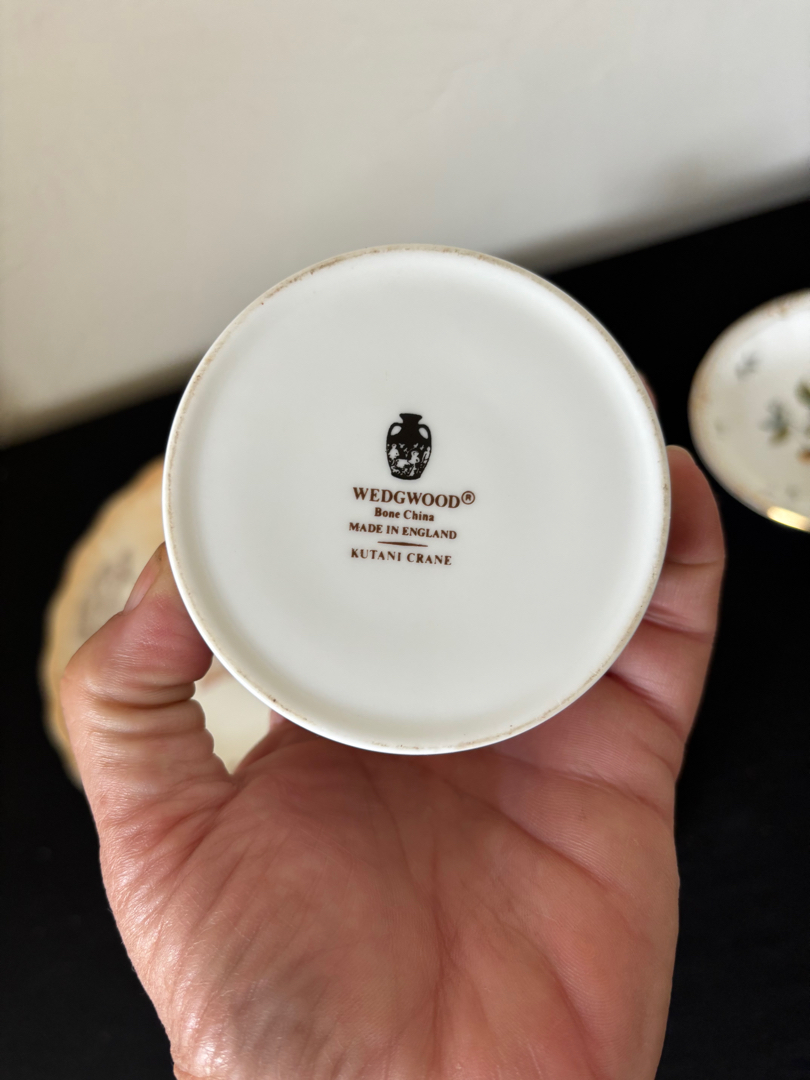 WEDGWOOD®
Bone China
MADE IN ENGLAND
KUTANI CRANE